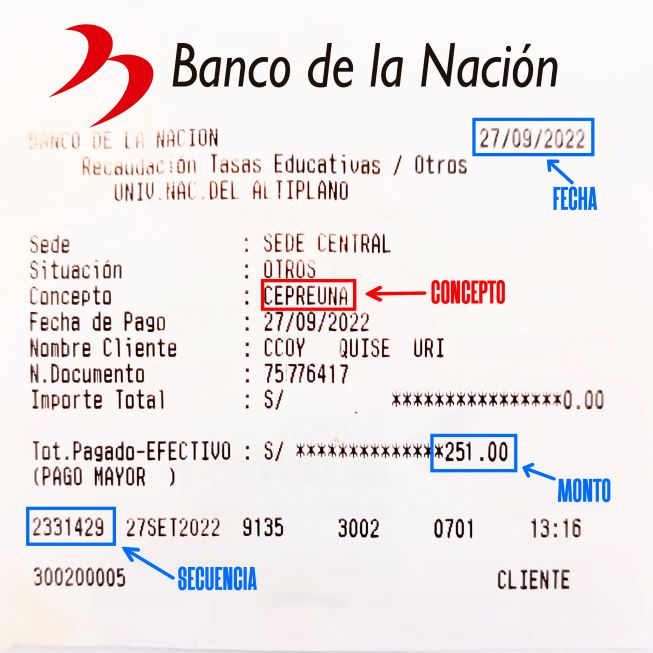 Banco de la Nación
BANCO DE LA NACION 27/09/2022
Recaudación Tasas Educativas / Otros
FECHA
UNIV.NAC.DEL ALTIPLANO
Sede : SEDE CENTRAL
Situación : OTROS
Concepto : CEPREUNA CONCEPTO
Fecha de Pago : 27/09/2022
Nombre Cliente : CCOY QUISE URI
N.Documento : 75776417
Importe Total : S/ ****************0.00
Tot.Pagado-EFECTIVO : S/ **************251.00
(PAGO MAYOR )
MONTO
2331429 27SET2022 9135 3002 0701 13:16
SECUENCIA
300200005 CLIENTE